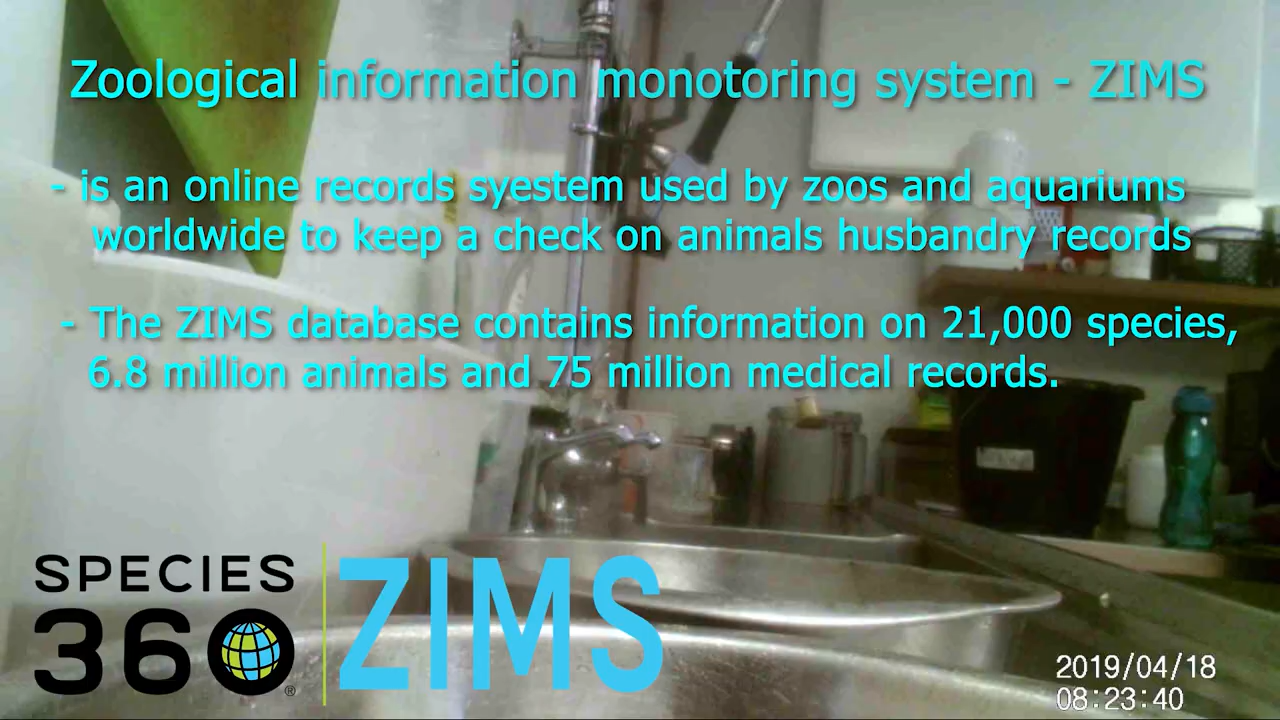 Zoological information monotoring system - ZIMS
- is an online records syestem used by zoos and aquariums
worldwide to keep a check on animals husbandry records
- The ZIMS database contains information on 21,000 species,
6.8 million animals and 75 million medical records.
SPECIES
360®
ZIMS
2019/04/18
08:23:40